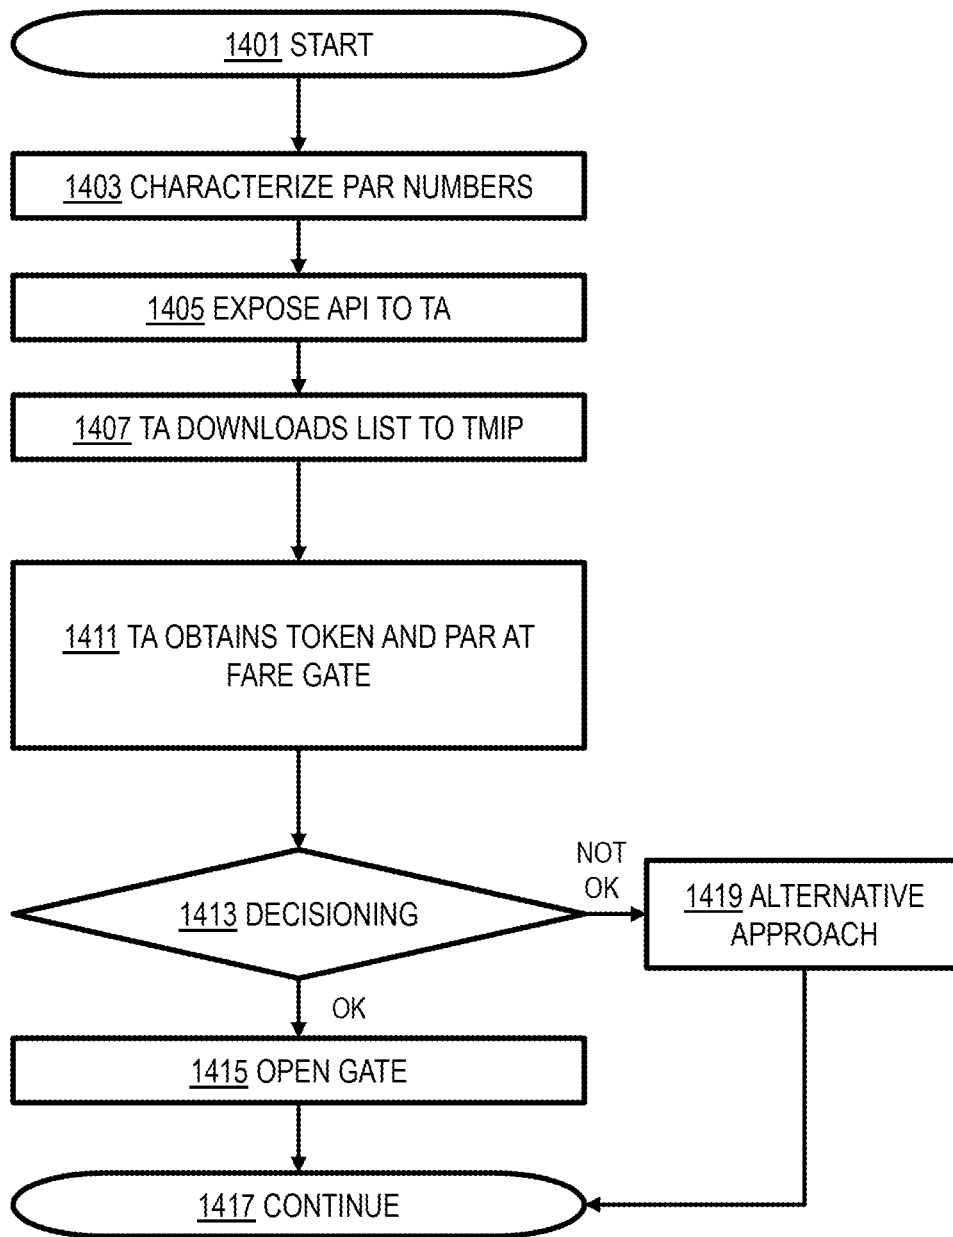 1401 START
1403 CHARACTERIZE PAR NUMBERS
1405 EXPOSE API TO TA
1407 TA DOWNLOADS LIST TO TMIP
1411 TA OBTAINS TOKEN AND PAR AT
FARE GATE
1413 DECISIONING
NOT
OK
1419 ALTERNATIVE
APPROACH
OK
1415 OPEN GATE
1417 CONTINUE